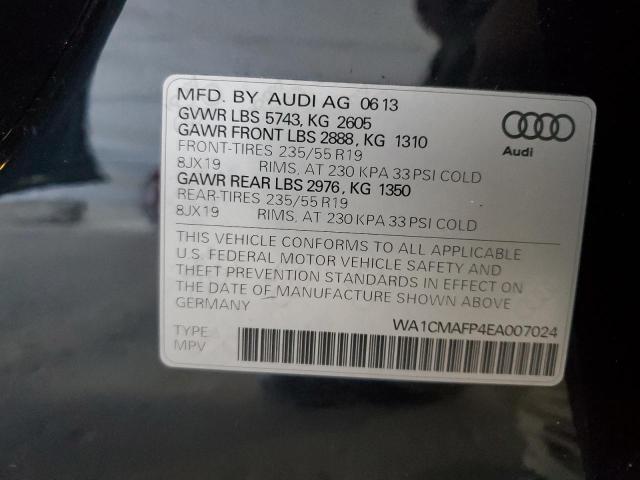 MFD. BY AUDI AG 06 13
GVWR LBS 5743, KG 2605
GAWR FRONT LBS 2888, KG 1310
FRONT-TIRES 235/55 R19
8JX19 RIMS, AT 230 KPA 33 PSI COLD
GAWR REAR LBS 2976, KG 1350
REAR-TIRES 235/55 R19
8JX19 RIMS, AT 230 KPA 33 PSI COLD
Audi
THIS VEHICLE CONFORMS TO ALL APPLICABLE
U.S. FEDERAL MOTOR VEHICLE SAFETY AND
THEFT PREVENTION STANDARDS IN EFFECT ON
THE DATE OF MANUFACTURE SHOWN ABOVE
GERMANY
WA1CMAFP4EA007024
TYPE
MPV